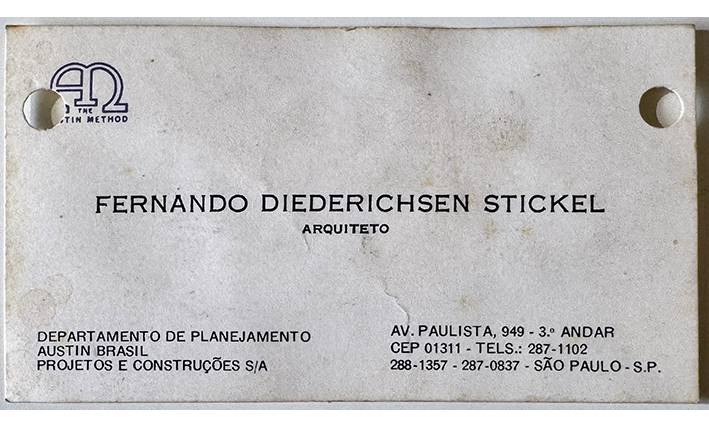 THE
TIN METHOD
FERNANDO DIEDERICHSEN STICKEL
ARQUITETO
DEPARTAMENTO DE PLANEJAMENTO
AUSTIN BRASIL
PROJETOS E CONSTRUÇÕES S/A
AV. PAULISTA, 949 - 3.º ANDAR
CEP 01311 - TELS.: 287-1102
288-1357 - 287-0837 - SÃO PAULO - S.P.